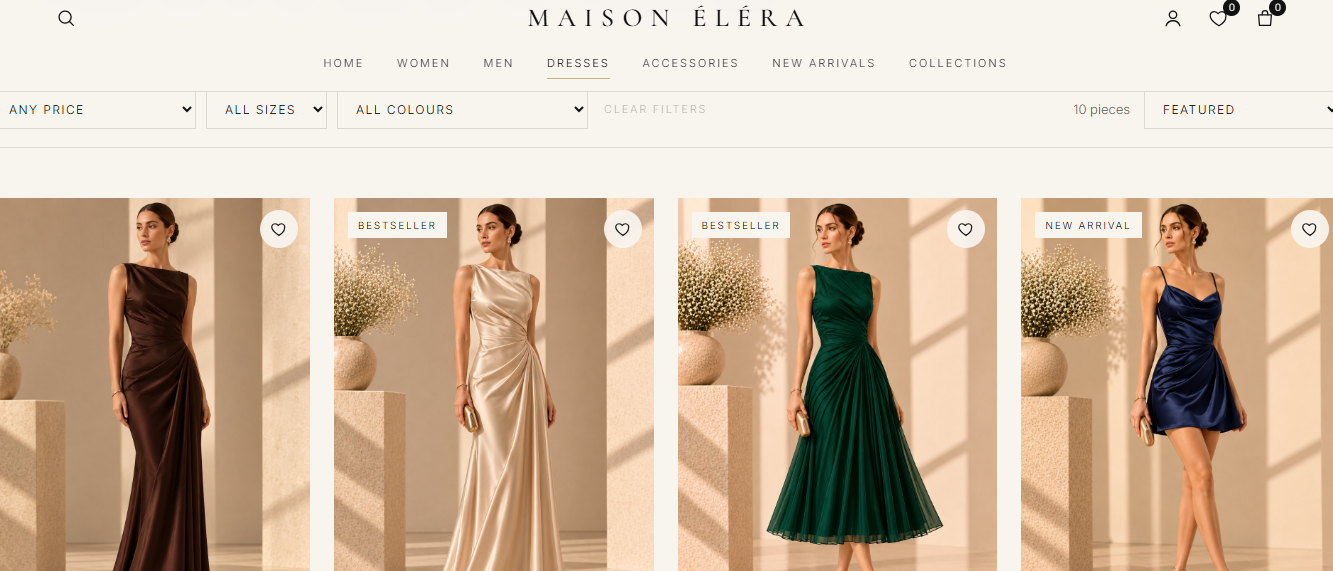 MAISON ÉLÉRA
0
0
HOME WOMEN MEN DRESSES ACCESSORIES NEW ARRIVALS COLLECTIONS
ANY PRICE ALL SIZES ALL COLOURS CLEAR FILTERS 10 pieces FEATURED
BESTSELLER BESTSELLER NEW ARRIVAL